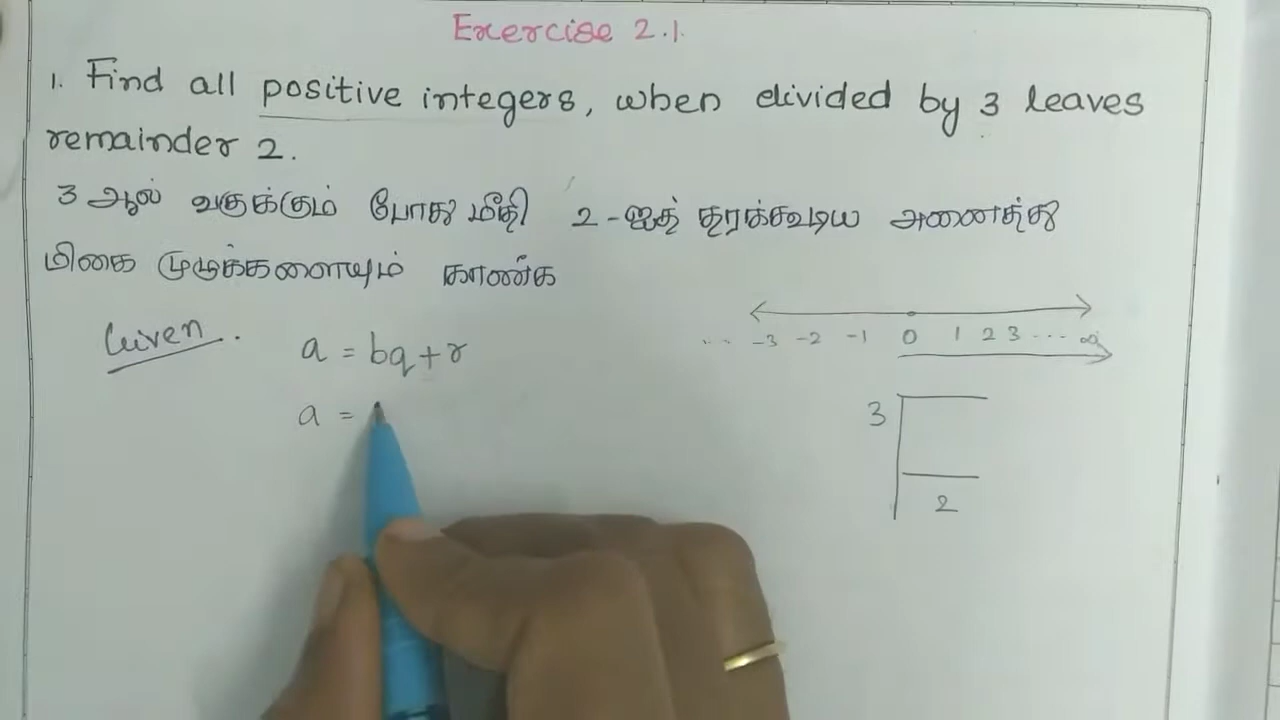 Exercise 2.1.
1. Find all positive integers, when divided by 3 leaves
remainder 2.
3 ஆல் வகுக்கும் போது மீதி 2-ஐத் தரக்கூடிய அனைத்து
மிகை முழுக்களையும் காண்க
Given.
a = bq + r
a =
... -3 -2 -1 0 1 2 3 ... ∞
3
2